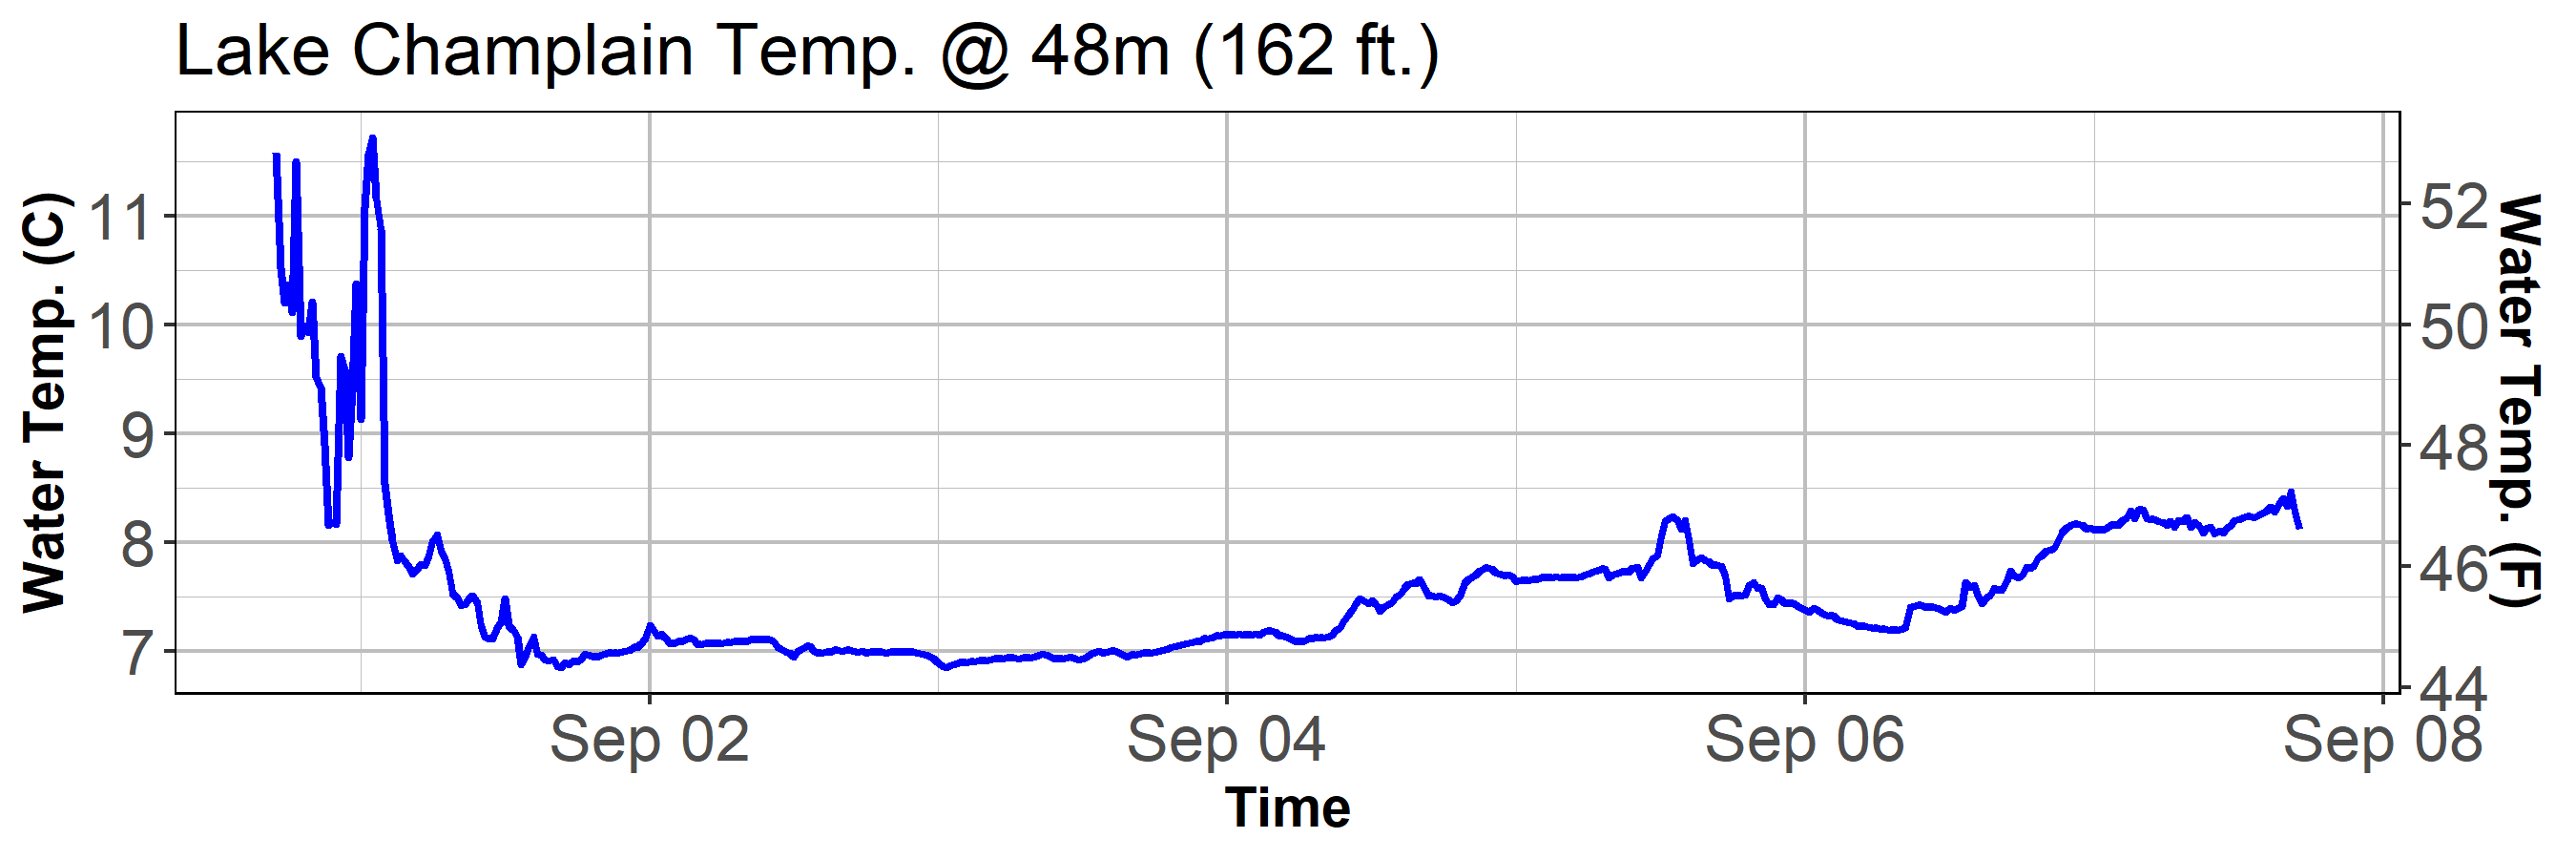 Lake Champlain Temp. @ 48m (162 ft.)
Water Temp. (C)
11
10
9
8
7
52
50
48
46
44
Water Temp. (F)
Sep 02 Sep 04 Sep 06 Sep 08
Time